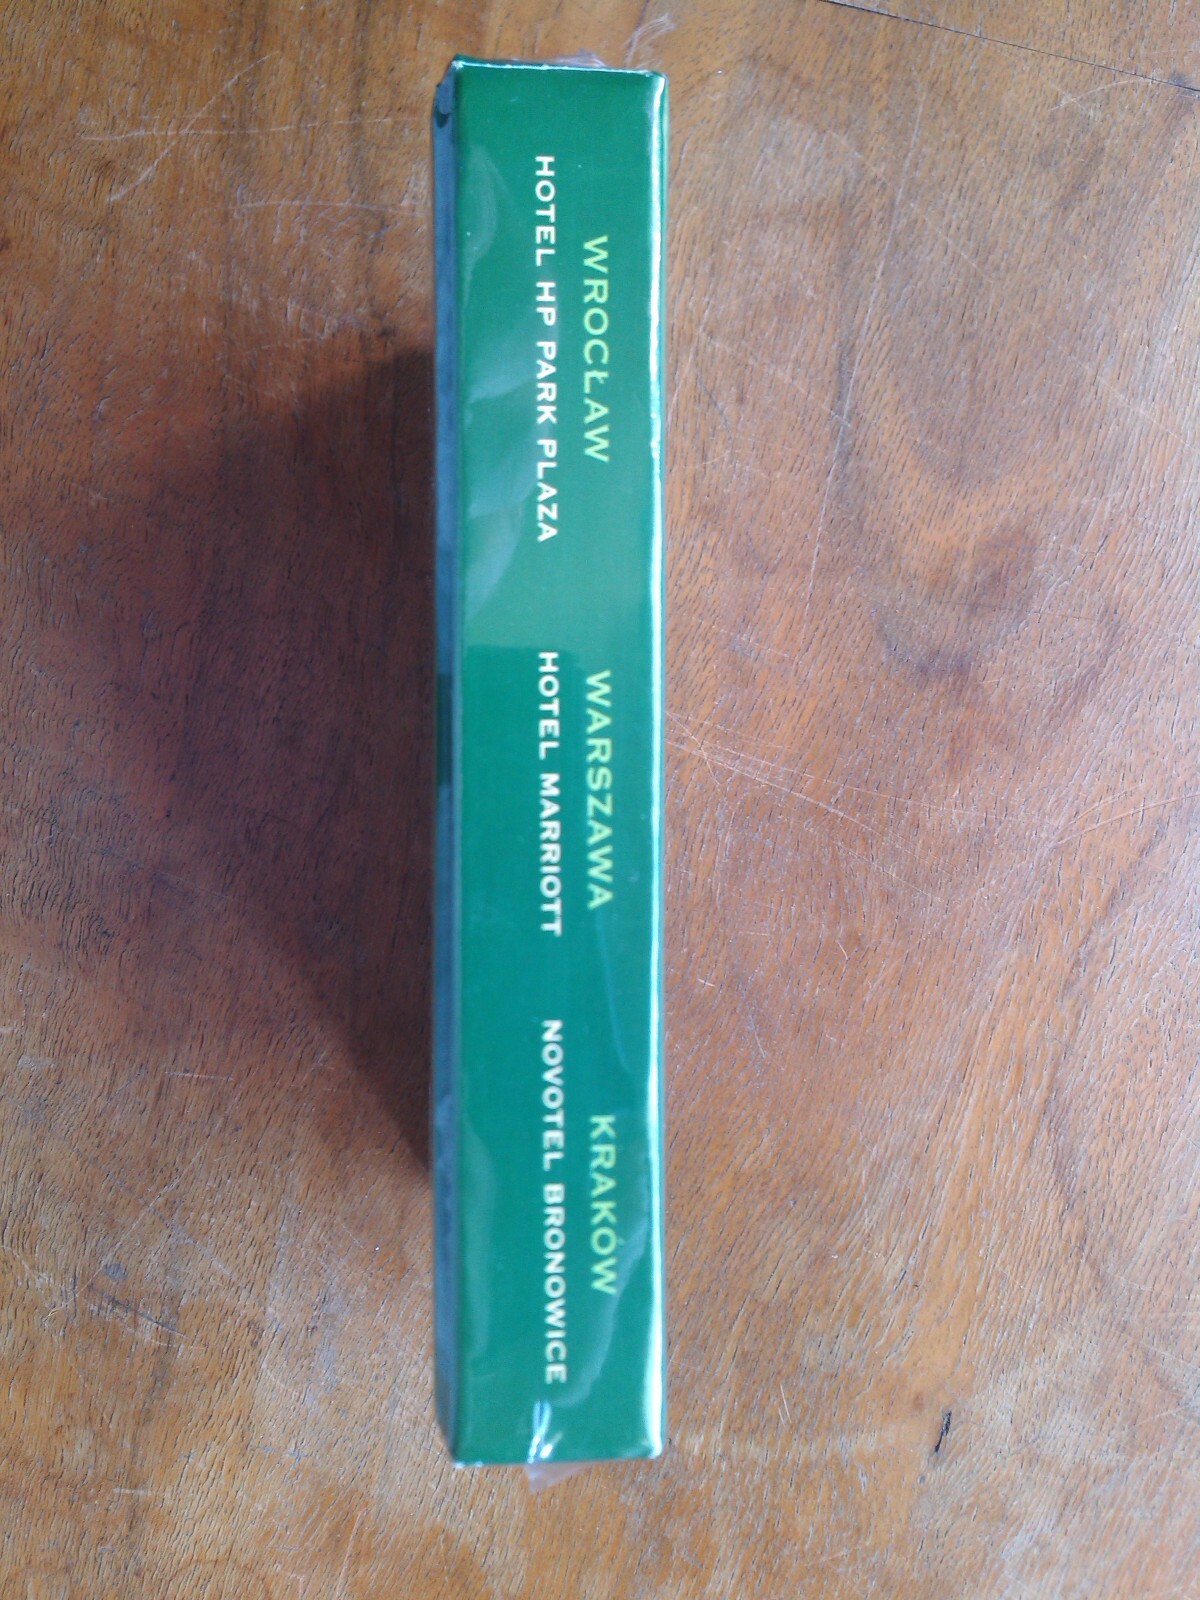 WROCŁAW
HOTEL HP PARK PLAZA
WARSZAWA
HOTEL MARRIOTT
KRAKÓW
NOVOTEL BRONOWICE